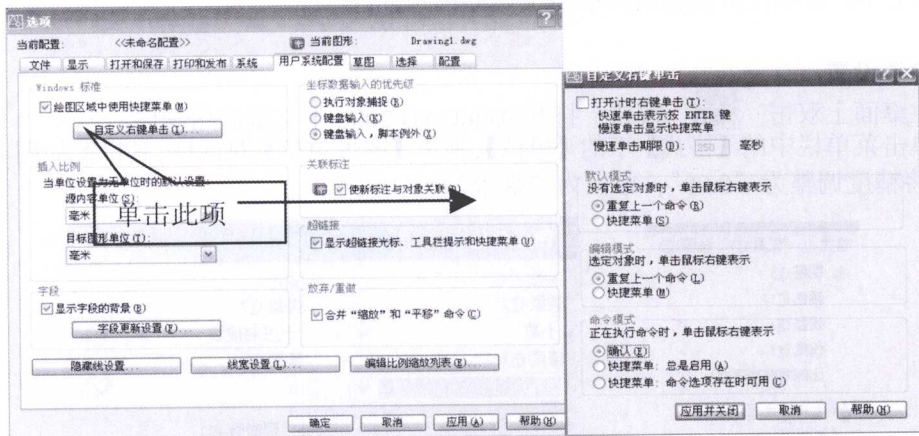 选项
当前配置: <<未命名配置>> 当前图形: Drawing1.dwg
文件 显示 打开和保存 打印和发布 系统 用户系统配置 草图 选择 配置
Windows 标准
绘图区域中使用快捷菜单(M)
自定义右键单击(I)...
插入比例
当单位设置为无单位时的默认设置:
源内容单位(S):
毫米
目标图形单位(T):
毫米
字段
显示字段的背景(B)
字段更新设置(F)...
隐藏线设置...
线宽设置(L)...
编辑比例缩放列表(E)...
坐标数据输入的优先级
执行对象捕捉(R)
键盘输入(K)
键盘输入，脚本例外(X)
关联标注
使新标注与对象关联(D)
超链接
显示超链接光标、工具栏提示和快捷菜单(U)
放弃/重做
合并“缩放”和“平移”命令(C)
确定 取消 应用(A) 帮助(H)
单击此项
自定义右键单击
打开计时右键单击(T):
快速单击表示按 ENTER 键
慢速单击显示快捷菜单
慢速单击期限(D): 250 毫秒
默认模式
没有选定对象时，单击鼠标右键表示
重复上一个命令(R)
快捷菜单(S)
编辑模式
选定对象时，单击鼠标右键表示
重复上一个命令(L)
快捷菜单(M)
命令模式
正在执行命令时，单击鼠标右键表示
确认(E)
快捷菜单: 总是启用(A)
快捷菜单: 命令选项存在时可用(C)
应用并关闭 取消 帮助(H)